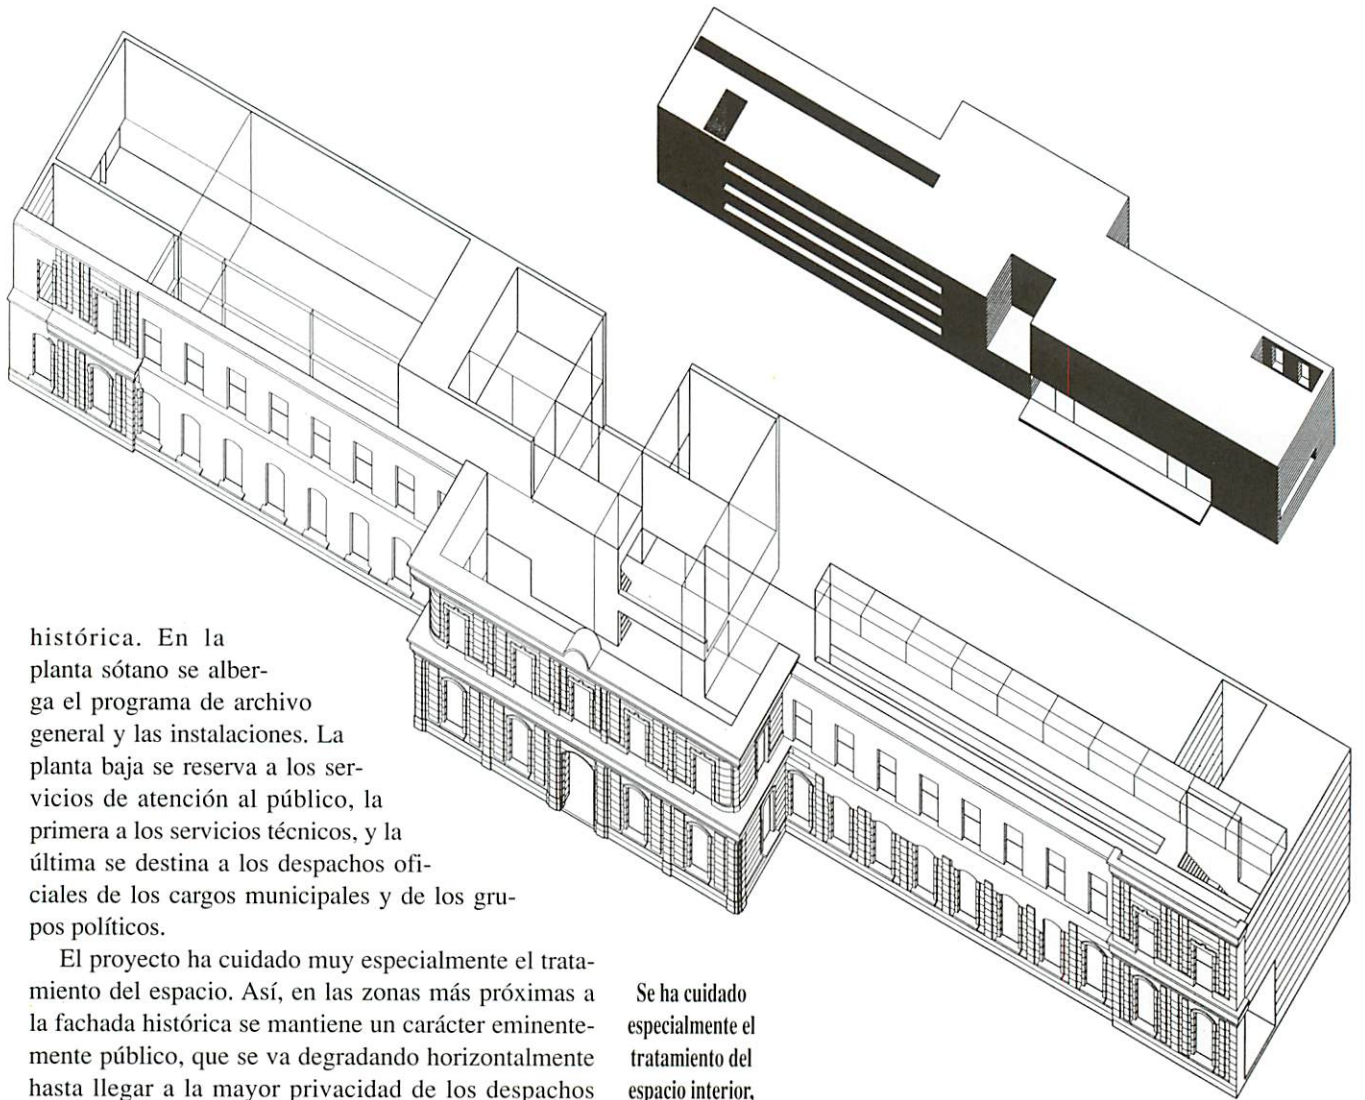 histórica. En la
planta sótano se alber-
ga el programa de archivo
general y las instalaciones. La
planta baja se reserva a los ser-
vicios de atención al público, la
primera a los servicios técnicos, y la
última se destina a los despachos ofi-
ciales de los cargos municipales y de los gru-
pos políticos.
El proyecto ha cuidado muy especialmente el trata-
miento del espacio. Así, en las zonas más próximas a
la fachada histórica se mantiene un carácter eminente-
mente público, que se va degradando horizontalmente
hasta llegar a la mayor privacidad de los despachos
Se ha cuidado
especialmente el
tratamiento del
espacio interior,